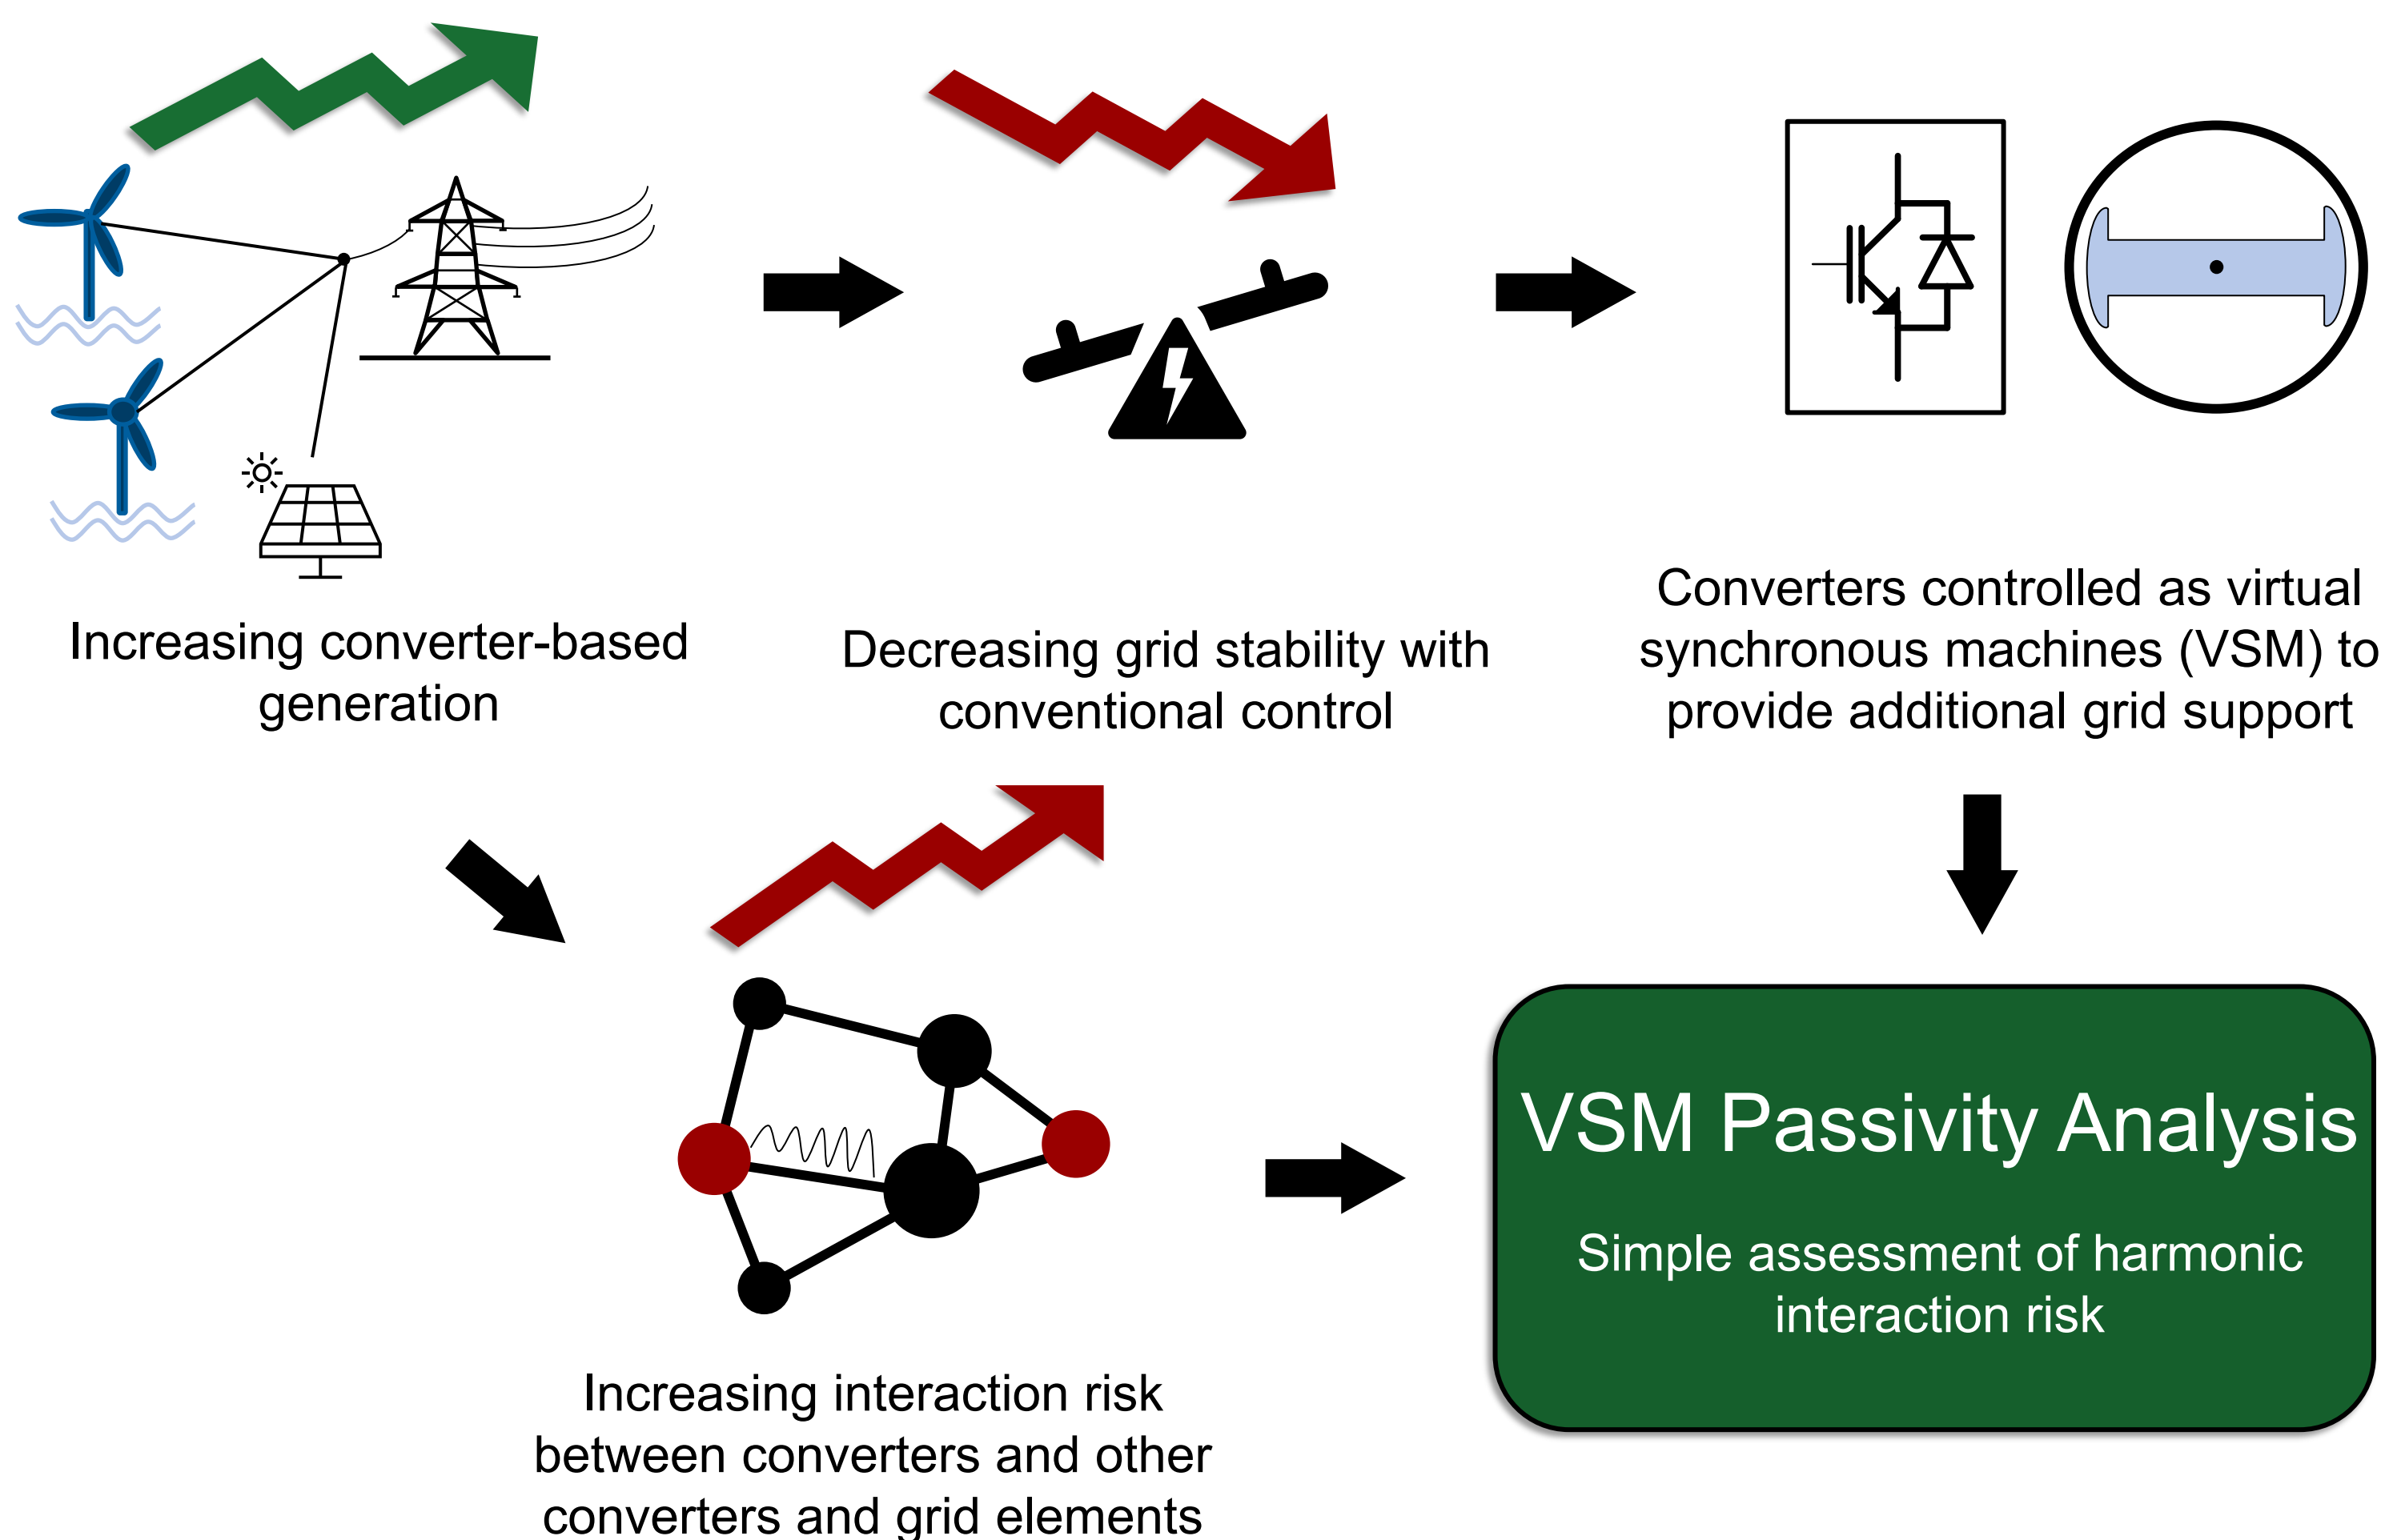 Increasing converter-based
generation
Decreasing grid stability with
conventional control
Converters controlled as virtual
synchronous machines (VSM) to
provide additional grid support
Increasing interaction risk
between converters and other
converters and grid elements
VSM Passivity Analysis
Simple assessment of harmonic
interaction risk